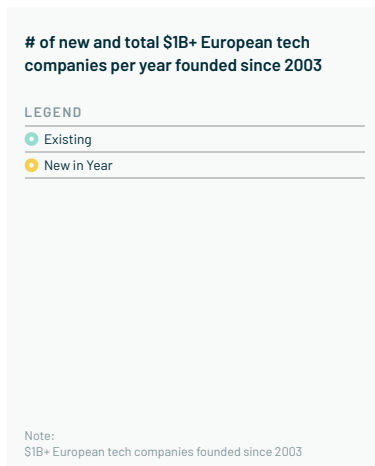 # of new and total $1B+ European tech
companies per year founded since 2003
LEGEND
Existing
New in Year
Note:
$1B+ European tech companies founded since 2003